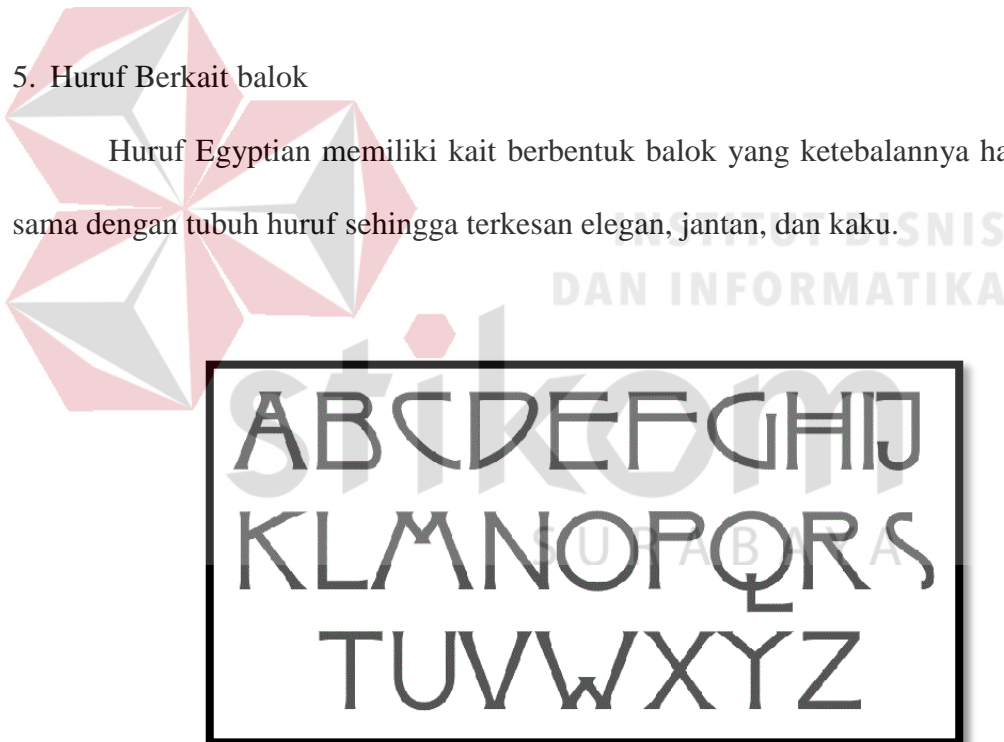 5. Huruf Berkait balok
Huruf Egyptian memiliki kait berbentuk balok yang ketebalannya
sama dengan tubuh huruf sehingga terkesan elegan, jantan, dan kaku.
INSTITUT BISNIS
DAN INFORMATIKA
stikom
SURABAYA
ABCDEFGHIJ
KLMNOPQRS
TUVWXYZ